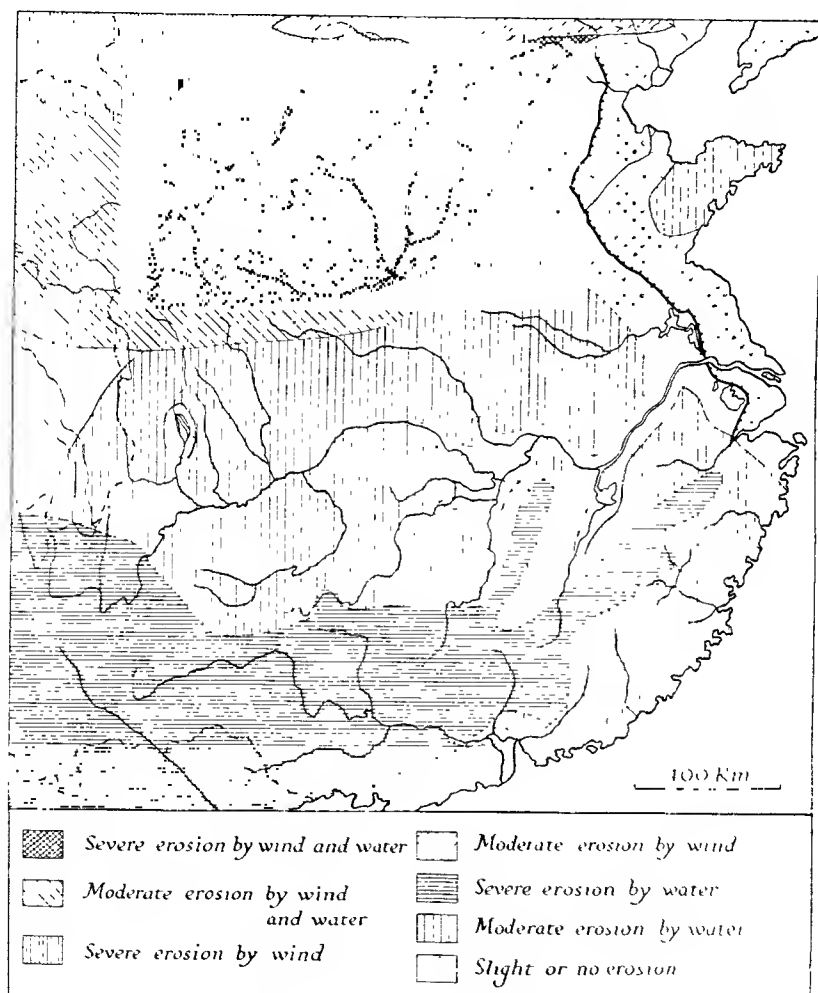 400 Km
Severe erosion by wind and water
Moderate erosion by wind
and water
Severe erosion by wind
Moderate erosion by wind
Severe erosion by water
Moderate erosion by water
Slight or no erosion